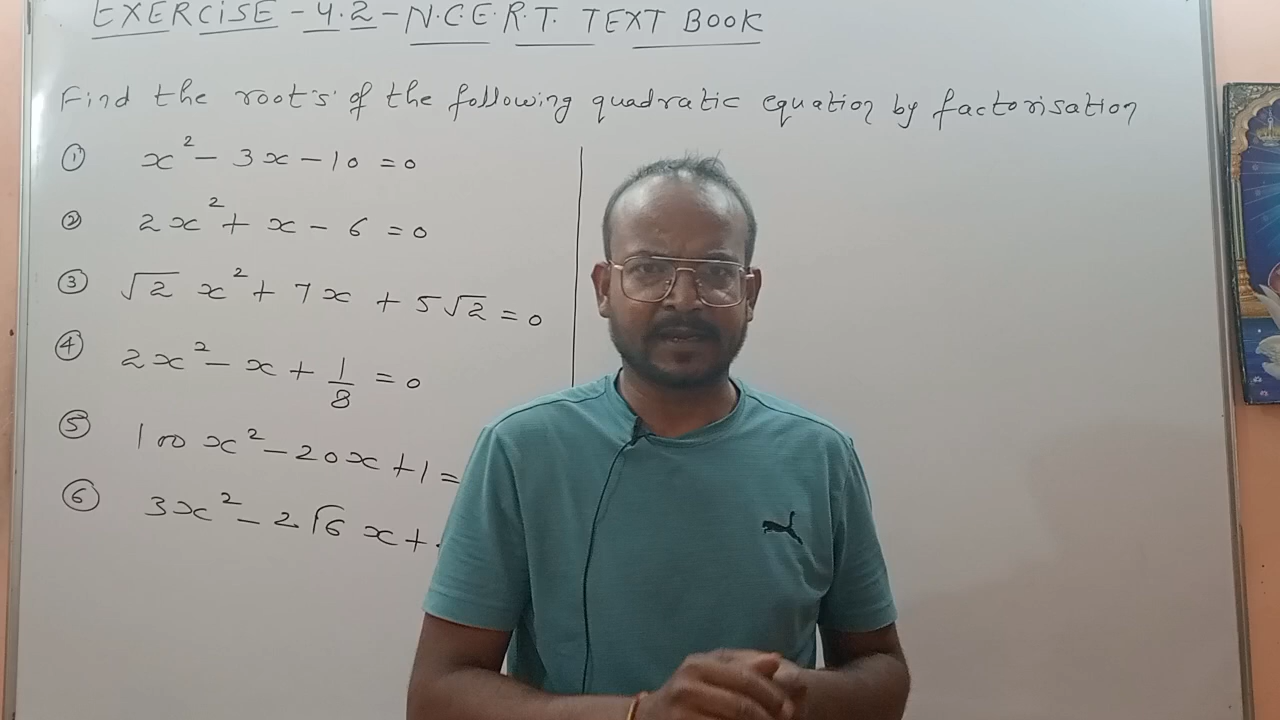 EXERCISE - 4.2 - N.C.E.R.T. TEXT BOOK
Find the root's' of the following quadratic equation by factorisation
① x² - 3x - 10 = 0
② 2x² + x - 6 = 0
③ √2 x² + 7x + 5√2 = 0
④ 2x² - x + 1/8 = 0
⑤ 100x² - 20x + 1 =
⑥ 3x² - 2√6 x +